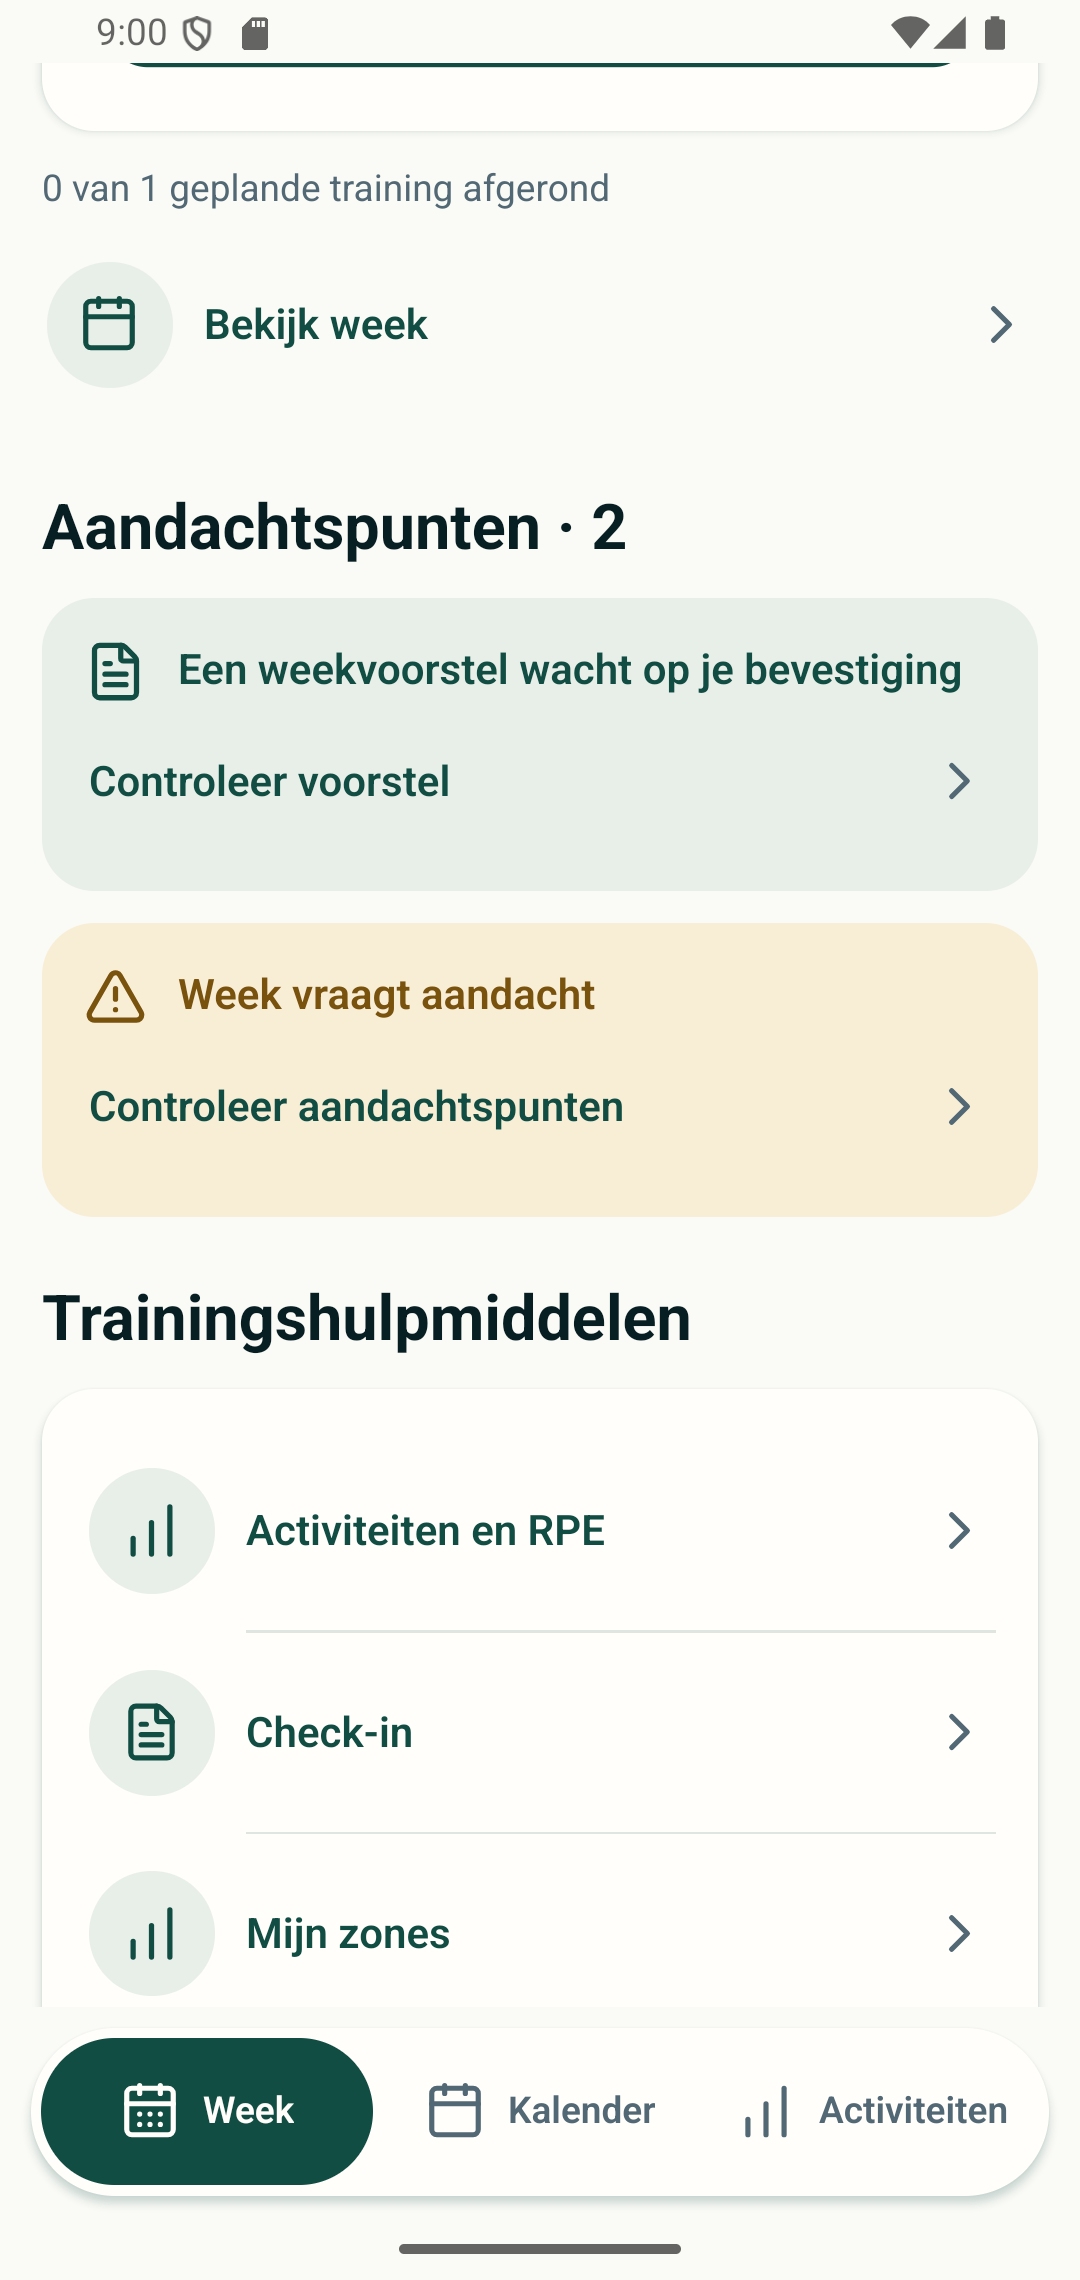 9:00
0 van 1 geplande training afgerond
Bekijk week
Aandachtspunten · 2
Een weekvoorstel wacht op je bevestiging
Controleer voorstel
Week vraagt aandacht
Controleer aandachtspunten
Trainingshulpmiddelen
Activiteiten en RPE
Check-in
Mijn zones
Week
Kalender
Activiteiten